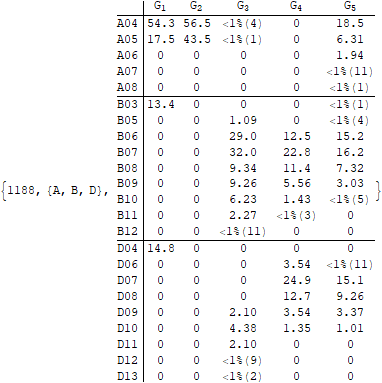 G1 G2 G3 G4 G5
A04 54.3 56.5 <1%(4) 0 18.5
A05 17.5 43.5 <1%(1) 0 6.31
A06 0 0 0 0 1.94
A07 0 0 0 0 <1%(11)
A08 0 0 0 0 <1%(1)
B03 13.4 0 0 0 <1%(1)
B05 0 0 1.09 0 <1%(4)
B06 0 0 29.0 12.5 15.2
B07 0 0 32.0 22.8 16.2
B08 0 0 9.34 11.4 7.32
{1188, {A, B, D}, }
B09 0 0 9.26 5.56 3.03
B10 0 0 6.23 1.43 <1%(5)
B11 0 0 2.27 <1%(3) 0
B12 0 0 <1%(11) 0 0
D04 14.8 0 0 0 0
D06 0 0 0 3.54 <1%(11)
D07 0 0 0 24.9 15.1
D08 0 0 0 12.7 9.26
D09 0 0 2.10 3.54 3.37
D10 0 0 4.38 1.35 1.01
D11 0 0 2.10 0 0
D12 0 0 <1%(9) 0 0
D13 0 0 <1%(2) 0 0